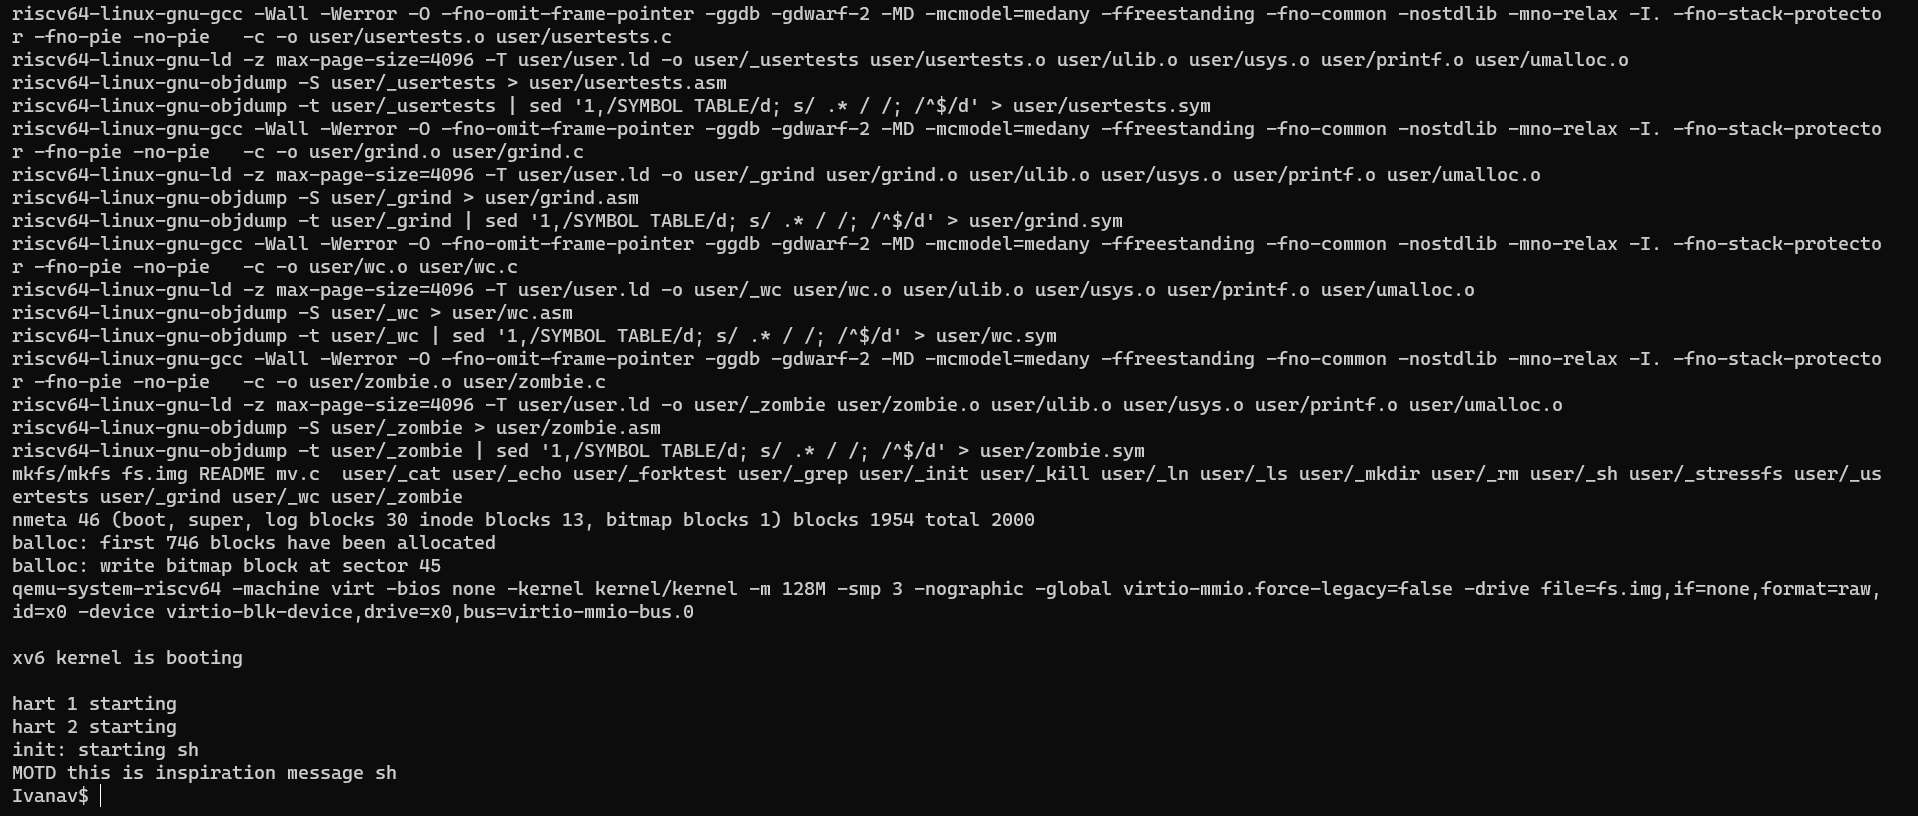 riscv64-linux-gnu-gcc -Wall -Werror -O -fno-omit-frame-pointer -ggdb -gdwarf-2 -MD -mcmodel=medany -ffreestanding -fno-common -nostdlib -mno-relax -I. -fno-stack-protecto
r -fno-pie -no-pie   -c -o user/usertests.o user/usertests.c
riscv64-linux-gnu-ld -z max-page-size=4096 -T user/user.ld -o user/_usertests user/usertests.o user/ulib.o user/usys.o user/printf.o user/umalloc.o
riscv64-linux-gnu-objdump -S user/_usertests > user/usertests.asm
riscv64-linux-gnu-objdump -t user/_usertests | sed '1,/SYMBOL TABLE/d; s/ .* / /; /^$/d' > user/usertests.sym
riscv64-linux-gnu-gcc -Wall -Werror -O -fno-omit-frame-pointer -ggdb -gdwarf-2 -MD -mcmodel=medany -ffreestanding -fno-common -nostdlib -mno-relax -I. -fno-stack-protecto
r -fno-pie -no-pie   -c -o user/grind.o user/grind.c
riscv64-linux-gnu-ld -z max-page-size=4096 -T user/user.ld -o user/_grind user/grind.o user/ulib.o user/usys.o user/printf.o user/umalloc.o
riscv64-linux-gnu-objdump -S user/_grind > user/grind.asm
riscv64-linux-gnu-objdump -t user/_grind | sed '1,/SYMBOL TABLE/d; s/ .* / /; /^$/d' > user/grind.sym
riscv64-linux-gnu-gcc -Wall -Werror -O -fno-omit-frame-pointer -ggdb -gdwarf-2 -MD -mcmodel=medany -ffreestanding -fno-common -nostdlib -mno-relax -I. -fno-stack-protecto
r -fno-pie -no-pie   -c -o user/wc.o user/wc.c
riscv64-linux-gnu-ld -z max-page-size=4096 -T user/user.ld -o user/_wc user/wc.o user/ulib.o user/usys.o user/printf.o user/umalloc.o
riscv64-linux-gnu-objdump -S user/_wc > user/wc.asm
riscv64-linux-gnu-objdump -t user/_wc | sed '1,/SYMBOL TABLE/d; s/ .* / /; /^$/d' > user/wc.sym
riscv64-linux-gnu-gcc -Wall -Werror -O -fno-omit-frame-pointer -ggdb -gdwarf-2 -MD -mcmodel=medany -ffreestanding -fno-common -nostdlib -mno-relax -I. -fno-stack-protecto
r -fno-pie -no-pie   -c -o user/zombie.o user/zombie.c
riscv64-linux-gnu-ld -z max-page-size=4096 -T user/user.ld -o user/_zombie user/zombie.o user/ulib.o user/usys.o user/printf.o user/umalloc.o
riscv64-linux-gnu-objdump -S user/_zombie > user/zombie.asm
riscv64-linux-gnu-objdump -t user/_zombie | sed '1,/SYMBOL TABLE/d; s/ .* / /; /^$/d' > user/zombie.sym
mkfs/mkfs fs.img README mv.c  user/_cat user/_echo user/_forktest user/_grep user/_init user/_kill user/_ln user/_ls user/_mkdir user/_rm user/_sh user/_stressfs user/_us
ertests user/_grind user/_wc user/_zombie
nmeta 46 (boot, super, log blocks 30 inode blocks 13, bitmap blocks 1) blocks 1954 total 2000
balloc: first 746 blocks have been allocated
balloc: write bitmap block at sector 45
qemu-system-riscv64 -machine virt -bios none -kernel kernel/kernel -m 128M -smp 3 -nographic -global virtio-mmio.force-legacy=false -drive file=fs.img,if=none,format=raw,
id=x0 -device virtio-blk-device,drive=x0,bus=virtio-mmio-bus.0

xv6 kernel is booting

hart 1 starting
hart 2 starting
init: starting sh
MOTD this is inspiration message sh
Ivanav$